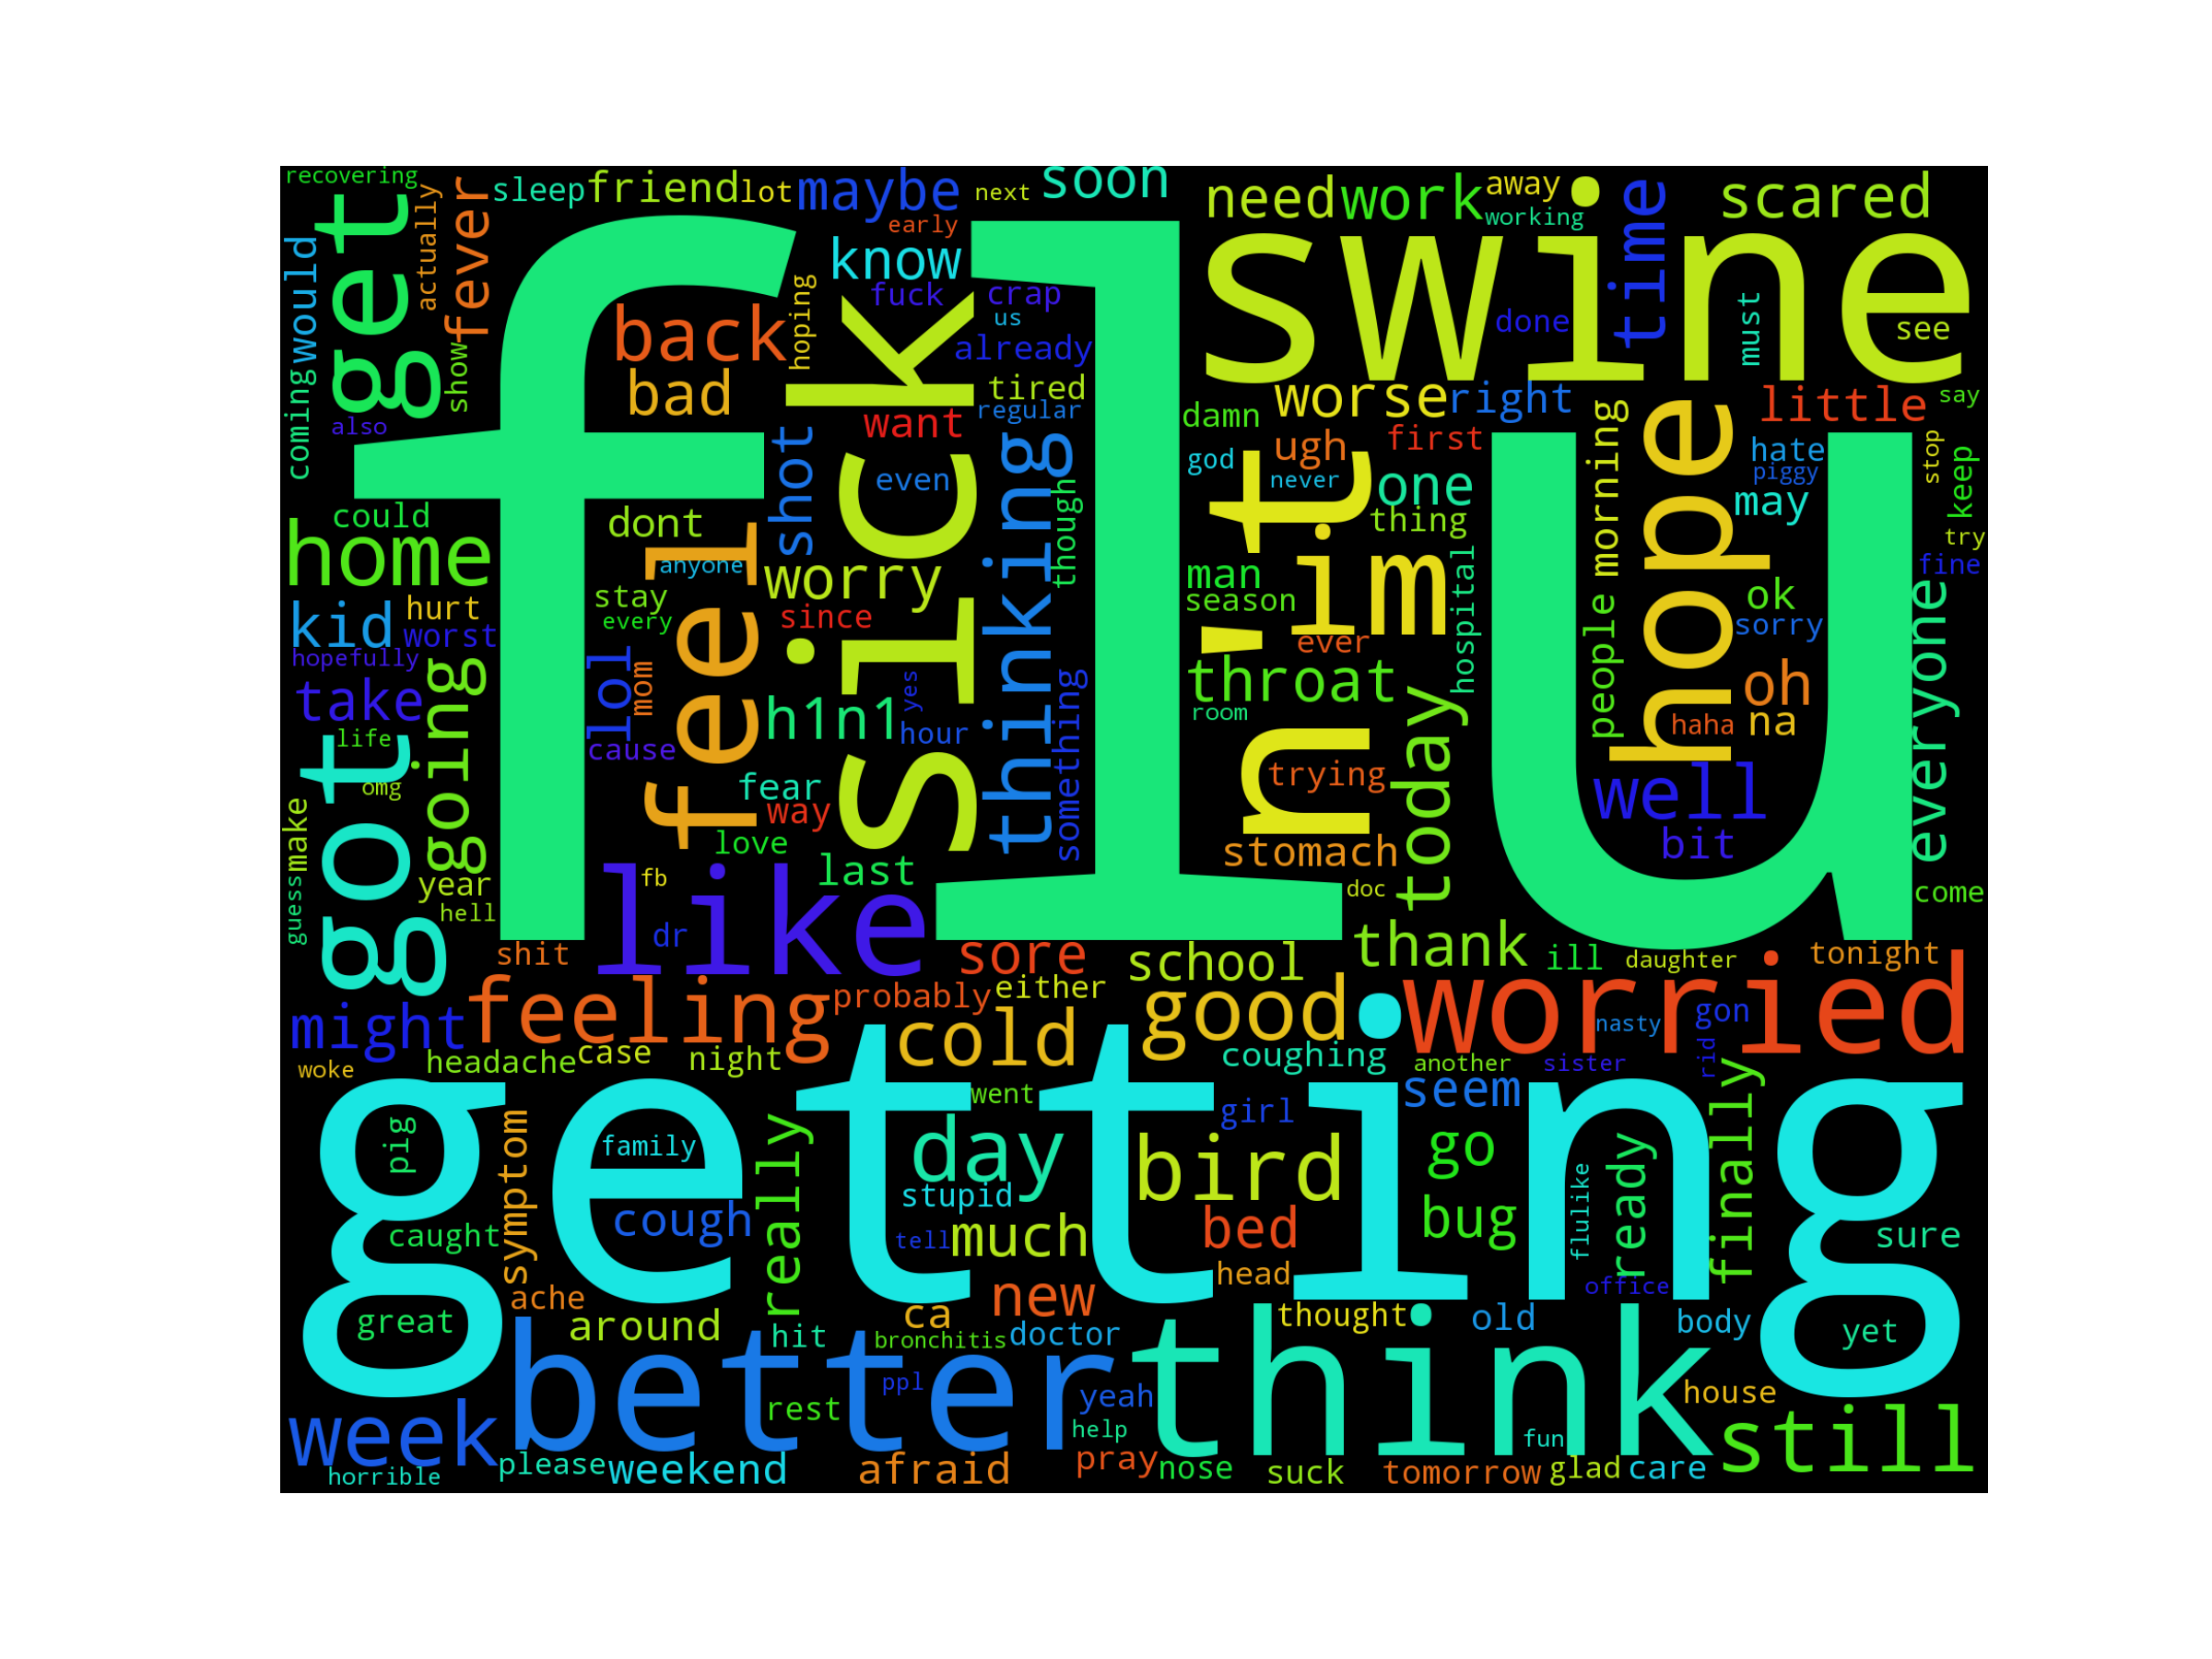 recovering
get
actually
fever
sleep
friend
lot
maybe
early
next
soon
need
work
away
working
time
scared
swine
flu
would
coming
show
also
back
bad
hoping
know
fuck
crap
us
already
tired
regular
want
even
sick
thinking
though
done
must
see
say
worse
right
little
damn
ugh
first
god
never
n't
one
thing
im
morning
hope
hate
piggy
may
stop
keep
try
fine
could
home
dont
shot
feel
anyone
worry
stay
every
since
man
season
ever
hospital
people
ok
sorry
everyone
kid
hurt
worst
hopefully
take
going
lol
mom
h1n1
yes
hour
something
throat
room
today
oh
haha
na
life
got
omg
cause
fear
way
love
trying
well
bit
make
guess
year
hell
like
fb
dr
last
stomach
doc
come
shit
sore
school
thank
ill
daughter
tonight
might
feeling
probably
either
good
worried
nasty
gon
rid
woke
headache
case
night
cold
coughing
another
sister
getting
went
girl
seem
finally
pig
symptom
family
really
day
stupid
bird
go
flulike
ready
caught
cough
tell
much
bed
bug
sure
great
ache
new
head
office
around
hit
ca
bronchitis
doctor
thought
old
body
yet
better
think
ppl
yeah
house
week
rest
help
fun
still
horrible
please
weekend
afraid
pray
nose
suck
tomorrow
glad
care